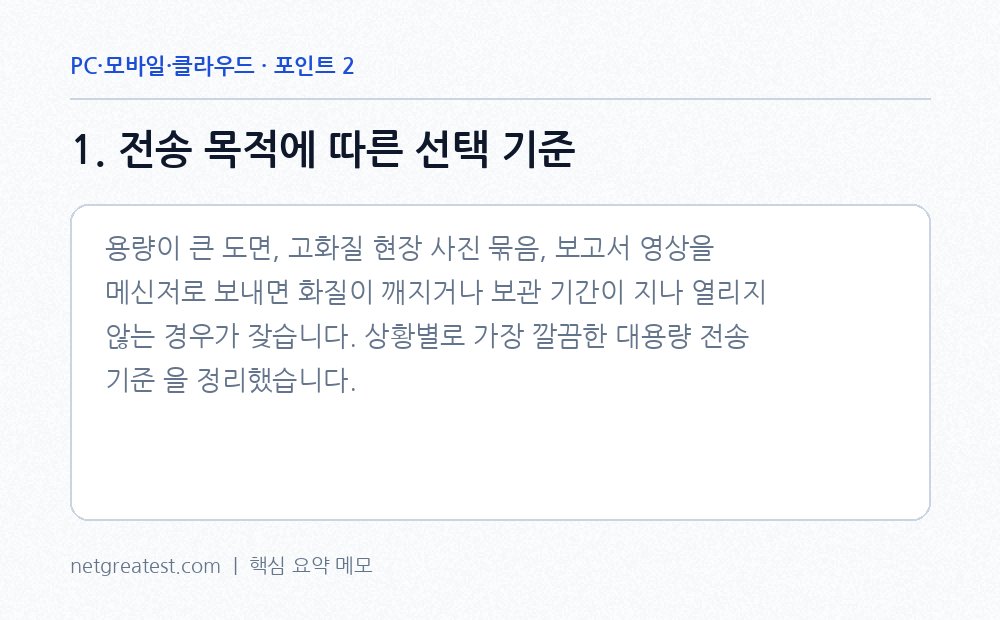 PC·모바일·클라우드 · 포인트 2
1. 전송 목적에 따른 선택 기준
용량이 큰 도면, 고화질 현장 사진 묶음, 보고서 영상을
메신저로 보내면 화질이 깨지거나 보관 기간이 지나 열리지
않는 경우가 잦습니다. 상황별로 가장 깔끔한 대용량 전송
기준 을 정리했습니다.
netgreatest.com | 핵심 요약 메모